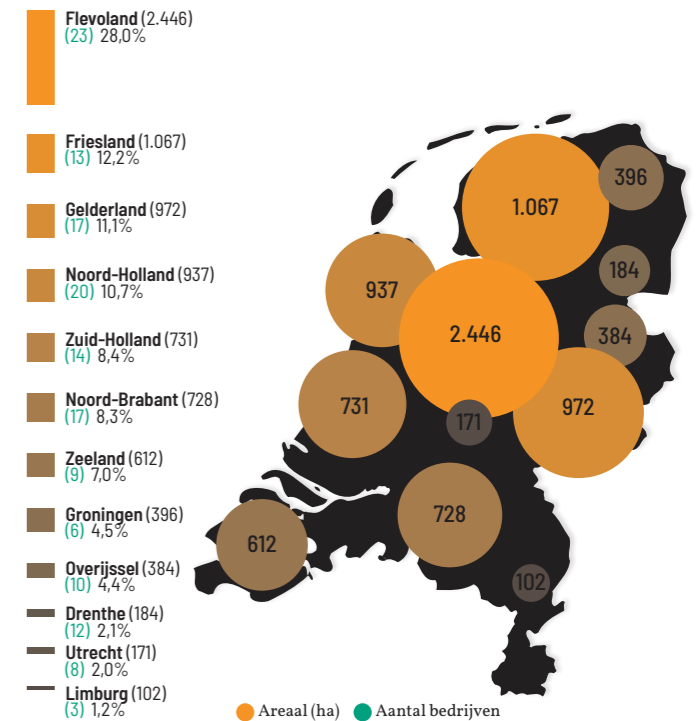 Flevoland (2.446)
(23) 28,0%
Friesland (1.067)
(13) 12,2%
Gelderland (972)
(17) 11,1%
Noord-Holland (937)
(20) 10,7%
Zuid-Holland (731)
(14) 8,4%
Noord-Brabant (728)
(17) 8,3%
Zeeland (612)
(9) 7,0%
Groningen (396)
(6) 4,5%
Overijssel (384)
(10) 4,4%
Drenthe (184)
(12) 2,1%
Utrecht (171)
(8) 2,0%
Limburg (102)
(3) 1,2%
396
1.067
184
937
2.446
384
731
972
171
728
612
102
Areaal (ha) Aantal bedrijven